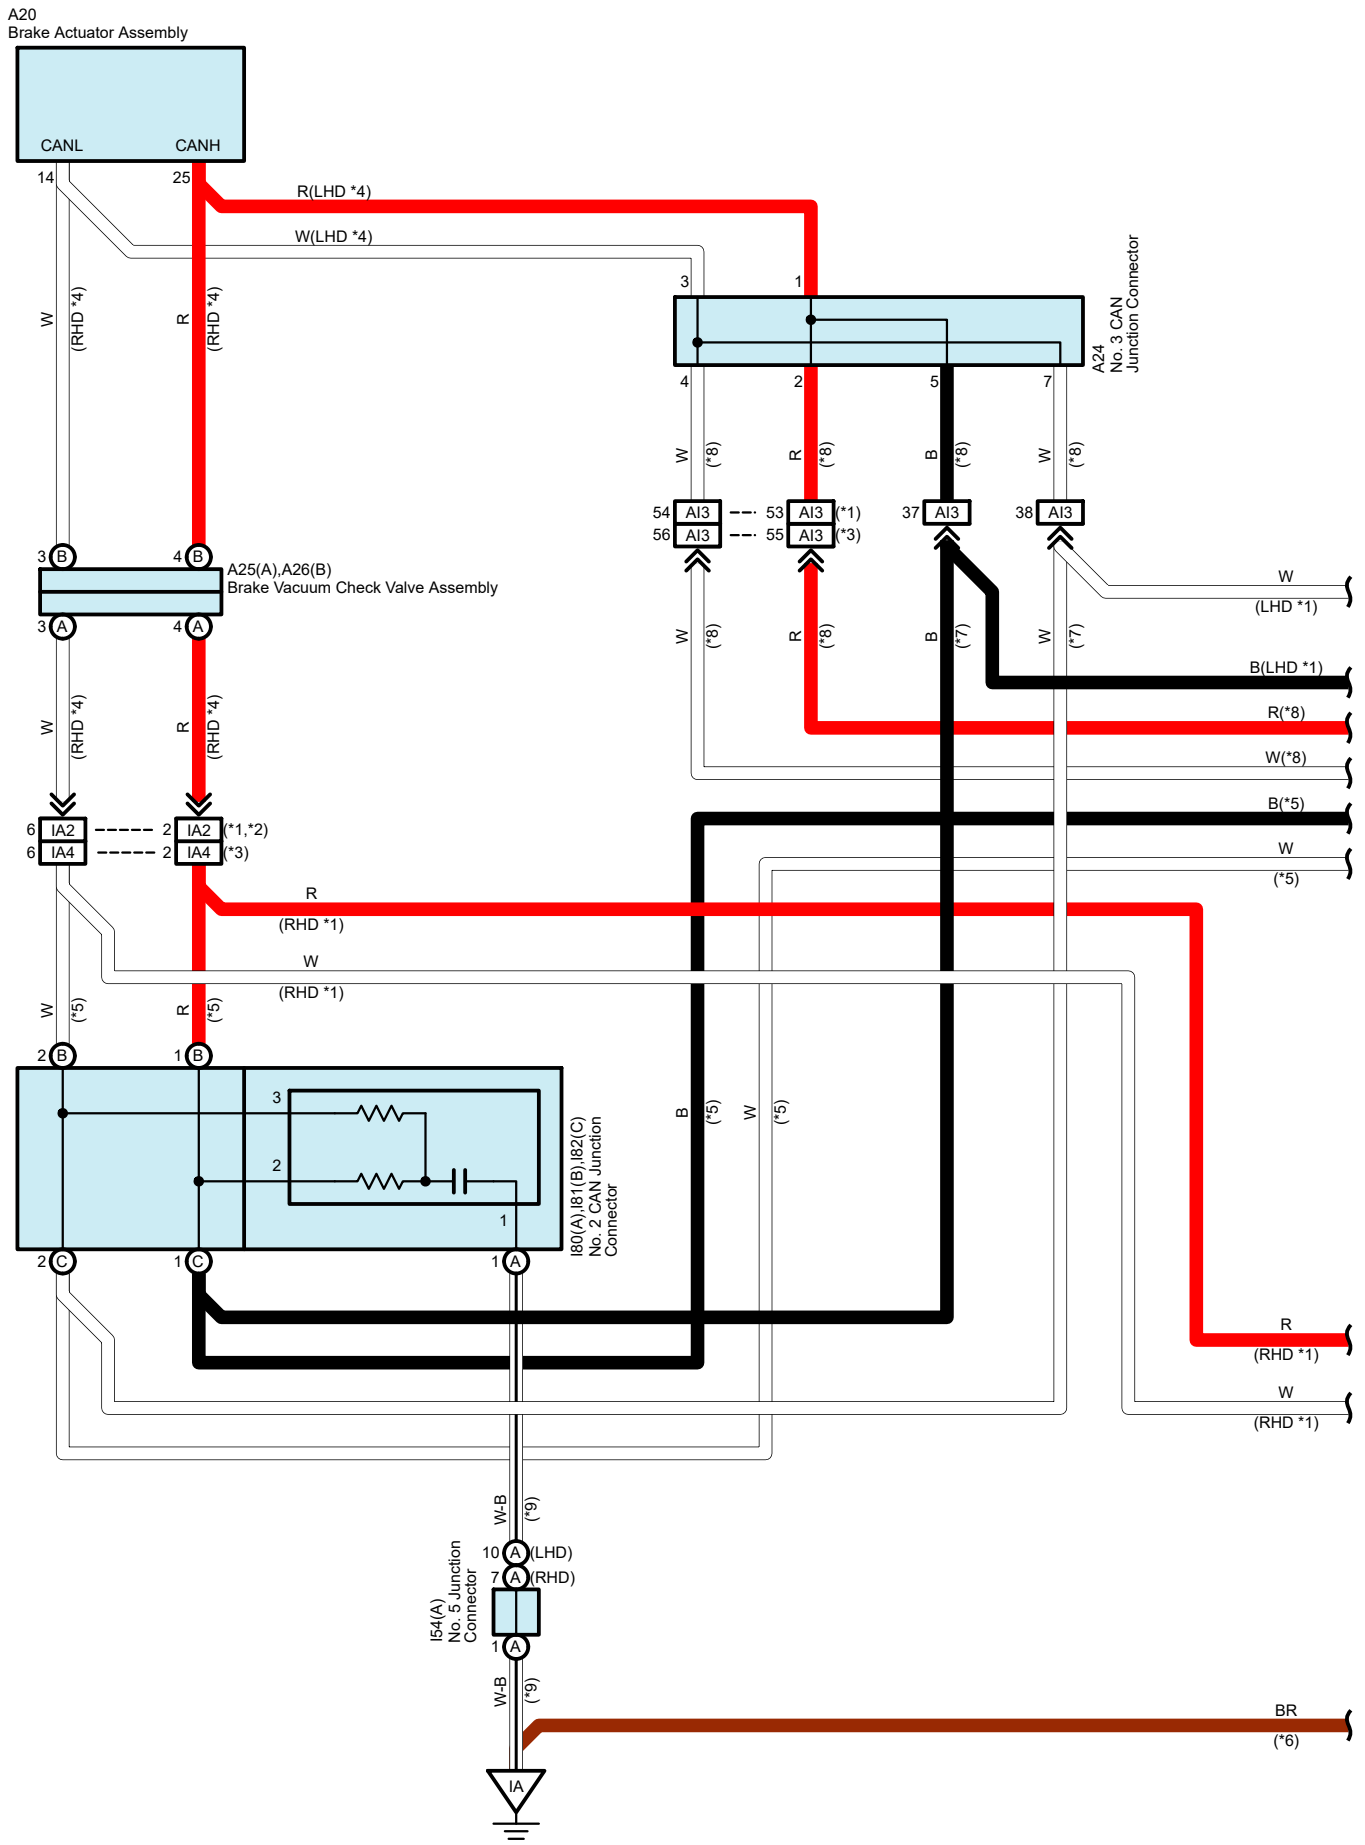 A20
Brake Actuator Assembly
CANL
CANH
14
25
R(LHD *4)
W(LHD *4)
W
(RHD *4)
R
(RHD *4)
3
1
A24
No. 3 CAN
Junction Connector
4
2
5
7
W
(*8)
R
(*8)
B
(*8)
W
(*8)
54
AI3
53
AI3
(*1)
37
AI3
38
AI3
56
AI3
55
AI3
(*3)
3
B
4
B
A25(A),A26(B)
Brake Vacuum Check Valve Assembly
3
A
4
A
W
(LHD *1)
W
(*8)
R
(*8)
B
(*7)
W
(*7)
B(LHD *1)
R(*8)
W(*8)
B(*5)
W
(*5)
W
(RHD *4)
R
(RHD *4)
6
IA2
2
IA2
(*1,*2)
6
IA4
2
IA4
(*3)
R
(RHD *1)
W
(RHD *1)
W
(*5)
R
(*5)
2
B
1
B
3
2
1
I80(A),I81(B),I82(C)
No. 2 CAN Junction
Connector
B
(*5)
W
(*5)
2
C
1
C
1
A
R
(RHD *1)
W
(RHD *1)
W-B
(*9)
10
A
(LHD)
7
A
(RHD)
I54(A)
No. 5 Junction
Connector
1
A
W-B
(*9)
BR
(*6)
IA